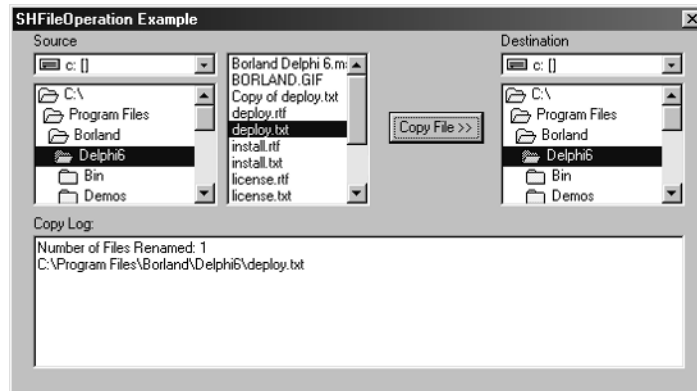 SHFileOperation Example
Source
c: []
C:\
Program Files
Borland
Delphi6
Bin
Demos
Borland Delphi 6.m
BORLAND.GIF
Copy of deploy.txt
deploy.rtf
deploy.txt
install.rtf
install.txt
license.rtf
license.txt
Copy File >>
Destination
c: []
C:\
Program Files
Borland
Delphi6
Bin
Demos
Copy Log:
Number of Files Renamed: 1
C:\Program Files\Borland\Delphi6\deploy.txt